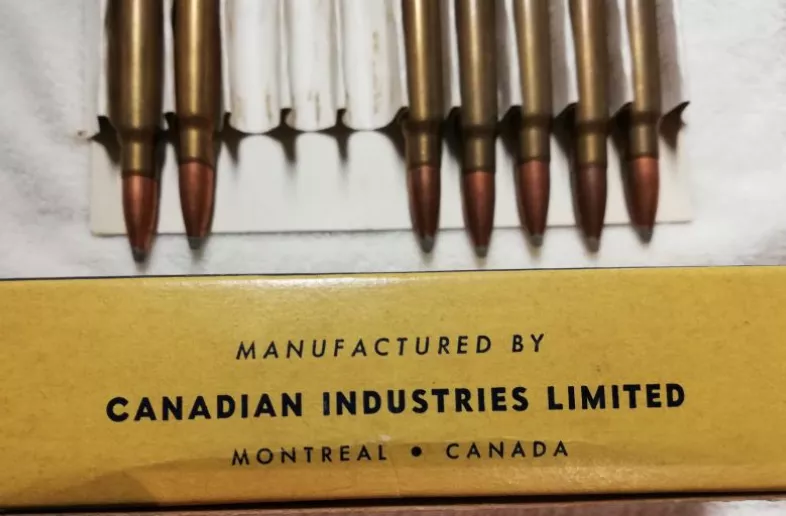 MANUFACTURED BY
CANADIAN INDUSTRIES LIMITED
MONTREAL • CANADA